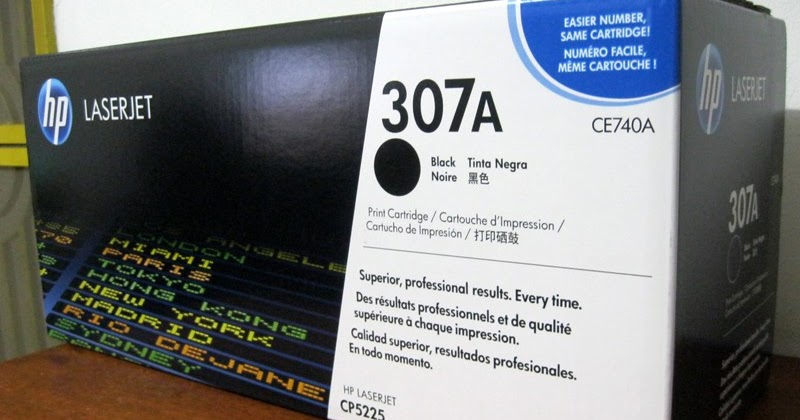 hp LASERJET
LOS ANGELES
LONDON
MIAMI
PARIS
TOKYO
HONG KONG
NEW YORK
MADRID
RIO DE JANE
SYDNEY
EASIER NUMBER,
SAME CARTRIDGE!
NUMÉRO FACILE,
MÊME CARTOUCHE !
307A
CE740A
Black Tinta Negra
Noire 黑色
Print Cartridge / Cartouche d'Impression /
Cartucho de Impresión / 打印硒鼓
Superior, professional results. Every time.
Des résultats professionnels et de qualité
supérieure à chaque impression.
Calidad superior, resultados profesionales.
En todo momento.
HP LASERJET
CP5225
hp LASERJET
307A